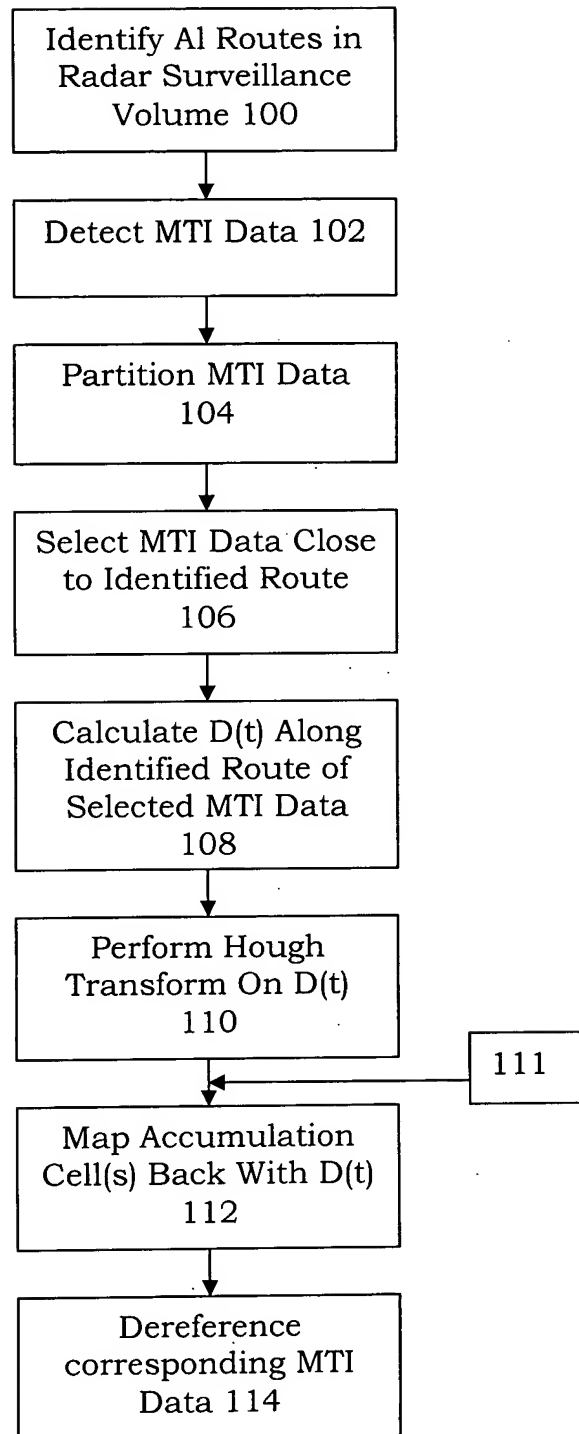 Identify Al Routes in
Radar Surveillance
Volume 100
Detect MTI Data 102
Partition MTI Data
104
Select MTI Data Close
to Identified Route
106
Calculate D(t) Along
Identified Route of
Selected MTI Data
108
Perform Hough
Transform On D(t)
110
111
Map Accumulation
Cell(s) Back With D(t)
112
Dereference
corresponding MTI
Data 114